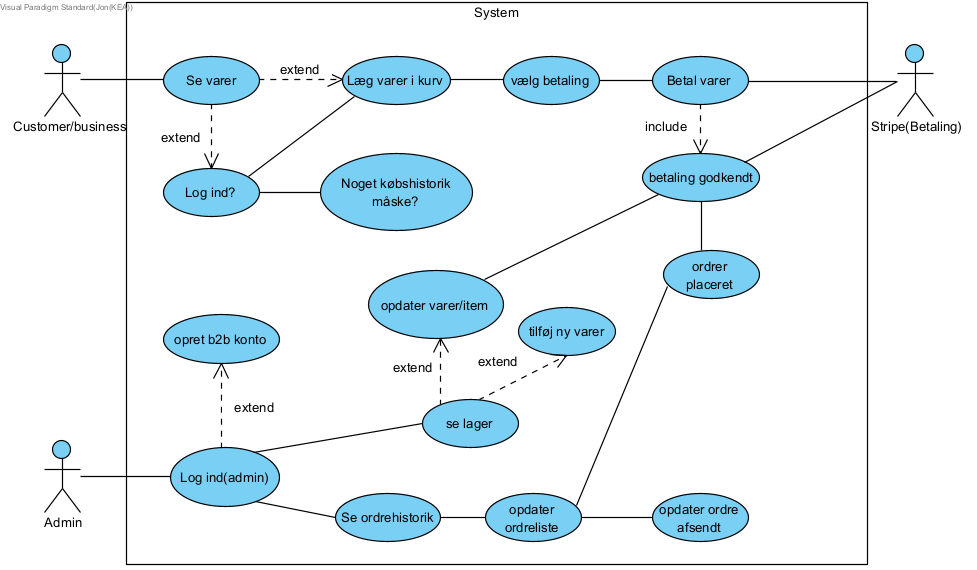 Visual Paradigm Standard(Jon(KEA))
System
Se varer
extend
Læg varer i kurv
vælg betaling
Betal varer
Customer/business
Stripe(Betaling)
extend
include
Log ind?
Noget købshistorik
måske?
betaling godkendt
ordrer
placeret
opdater varer/item
tilføj ny varer
opret b2b konto
extend
extend
extend
se lager
Log ind(admin)
Admin
Se ordrehistorik
opdater
ordreliste
opdater ordre
afsendt